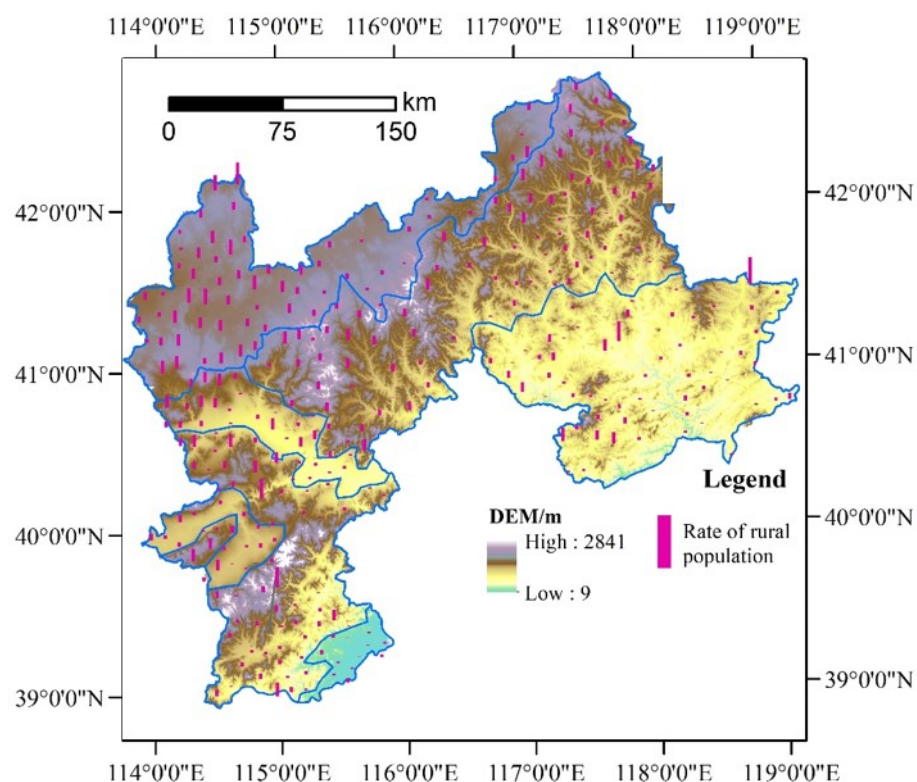 114°0'0"E 115°0'0"E 116°0'0"E 117°0'0"E 118°0'0"E 119°0'0"E
km
0 75 150
42°0'0"N 42°0'0"N
41°0'0"N 41°0'0"N
Legend
40°0'0"N 40°0'0"N
DEM/m
High : 2841
Low : 9
Rate of rural
population
39°0'0"N 39°0'0"N
114°0'0"E 115°0'0"E 116°0'0"E 117°0'0"E 118°0'0"E 119°0'0"E